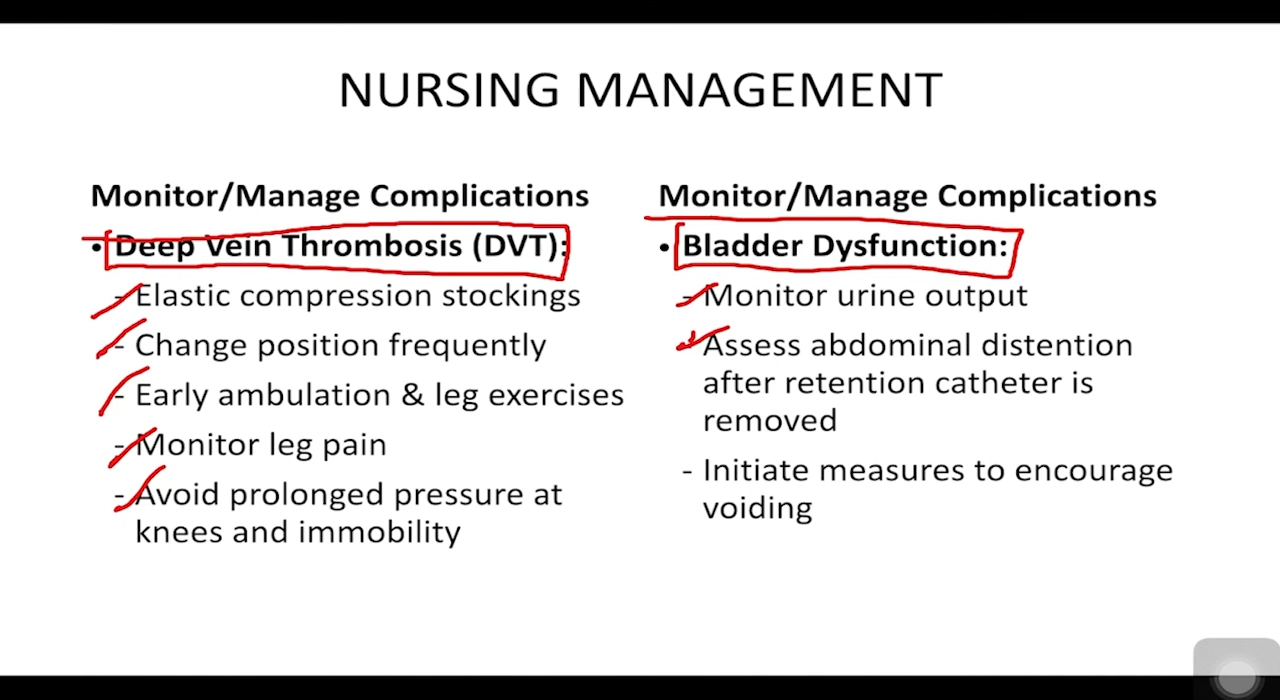 NURSING MANAGEMENT
Monitor/Manage Complications
• Deep Vein Thrombosis (DVT):
- Elastic compression stockings
- Change position frequently
- Early ambulation & leg exercises
- Monitor leg pain
- Avoid prolonged pressure at
knees and immobility
Monitor/Manage Complications
• Bladder Dysfunction:
- Monitor urine output
- Assess abdominal distention
after retention catheter is
removed
- Initiate measures to encourage
voiding